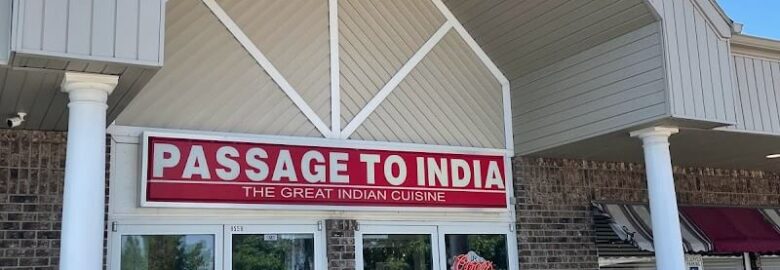 PASSAGE TO INDIA
THE GREAT INDIAN CUISINE